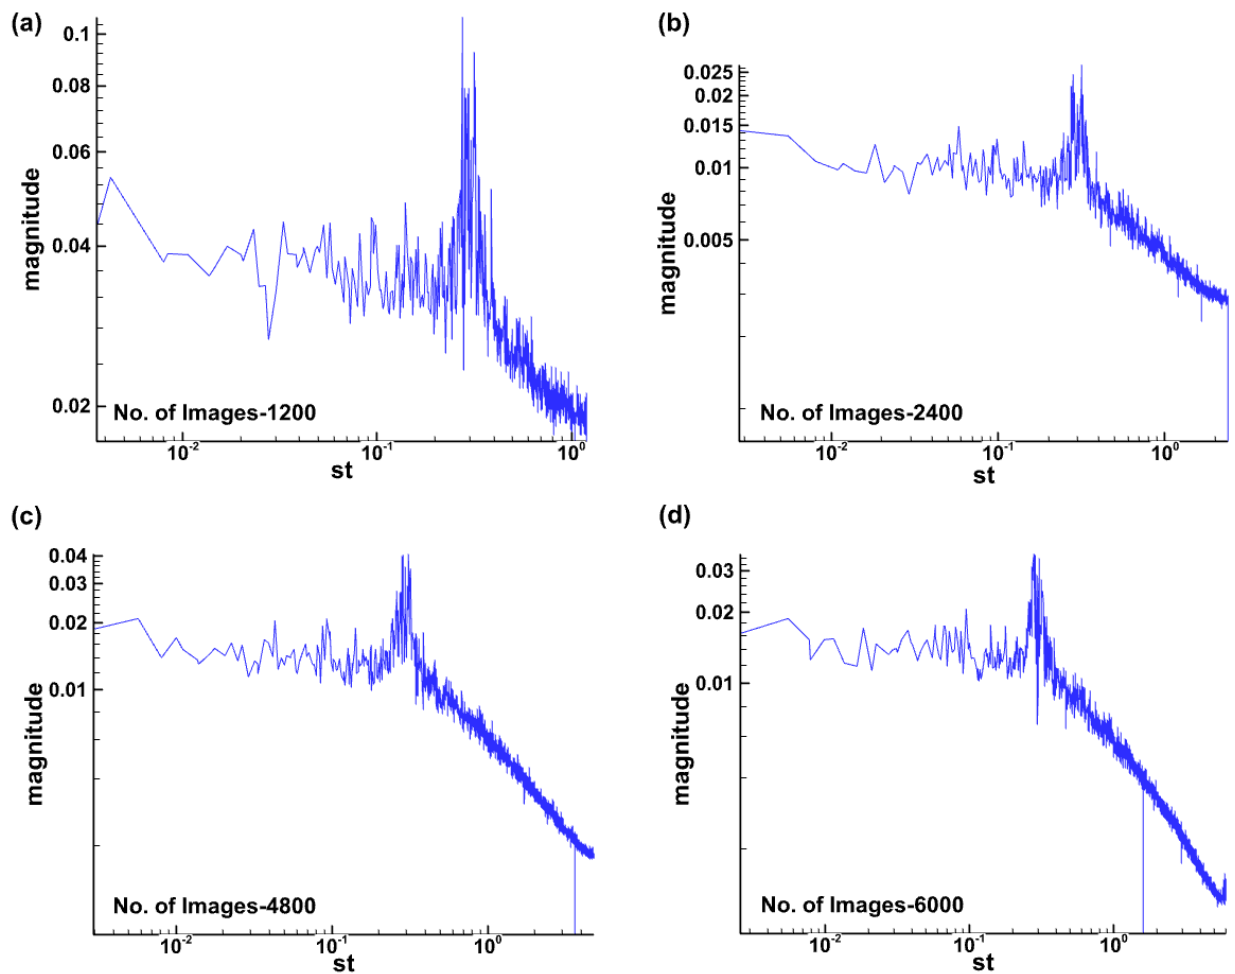 (a)
0.1
0.08
0.06
0.04
0.02
magnitude
No. of Images-1200
10-2
10-1
100
st
(b)
0.025
0.02
0.015
0.01
0.005
magnitude
No. of Images-2400
10-2
10-1
100
st
(c)
0.04
0.03
0.02
0.01
magnitude
No. of Images-4800
10-2
10-1
100
st
(d)
0.03
0.02
0.01
magnitude
No. of Images-6000
10-2
10-1
100
st